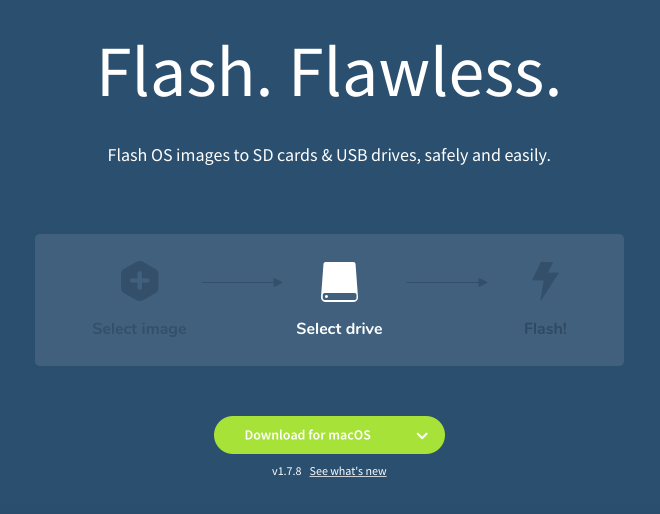 Flash. Flawless.
Flash OS images to SD cards & USB drives, safely and easily.
Select image
Select drive
Flash!
Download for macOS
v1.7.8 See what's new